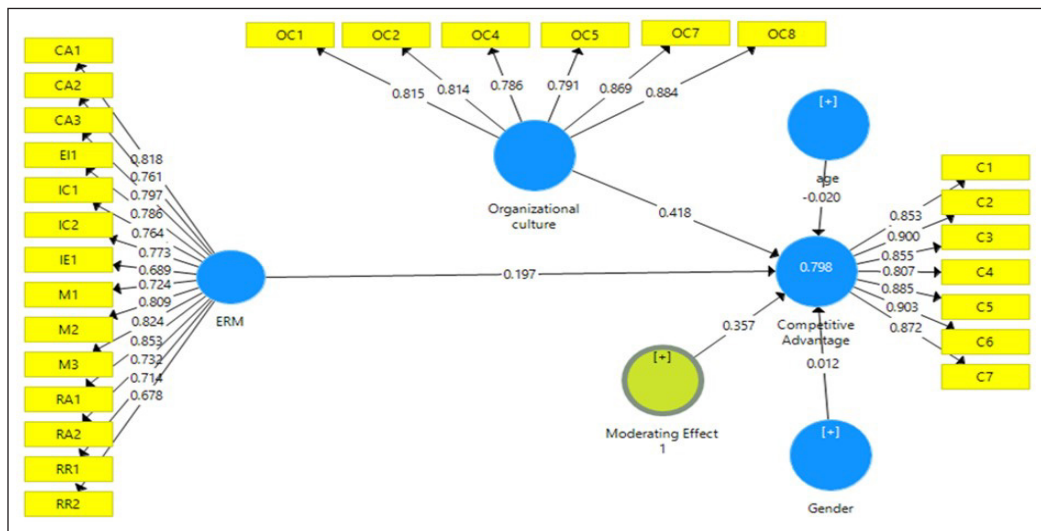 CA1
CA2
CA3
EI1
IC1
IC2
IE1
M1
M2
M3
RA1
RA2
RR1
RR2
0.818
0.761
0.797
0.786
0.764
0.773
0.689
0.724
0.809
0.824
0.853
0.732
0.714
0.678
ERM
OC1
OC2
OC4
OC5
OC7
OC8
0.815
0.814
0.786
0.791
0.869
0.884
Organizational
culture
0.418
0.197
0.357
[+]
Moderating Effect
1
[+]
age
-0.020
0.798
Competitive
Advantage
0.012
[+]
Gender
0.853
0.900
0.855
0.807
0.885
0.903
0.872
C1
C2
C3
C4
C5
C6
C7